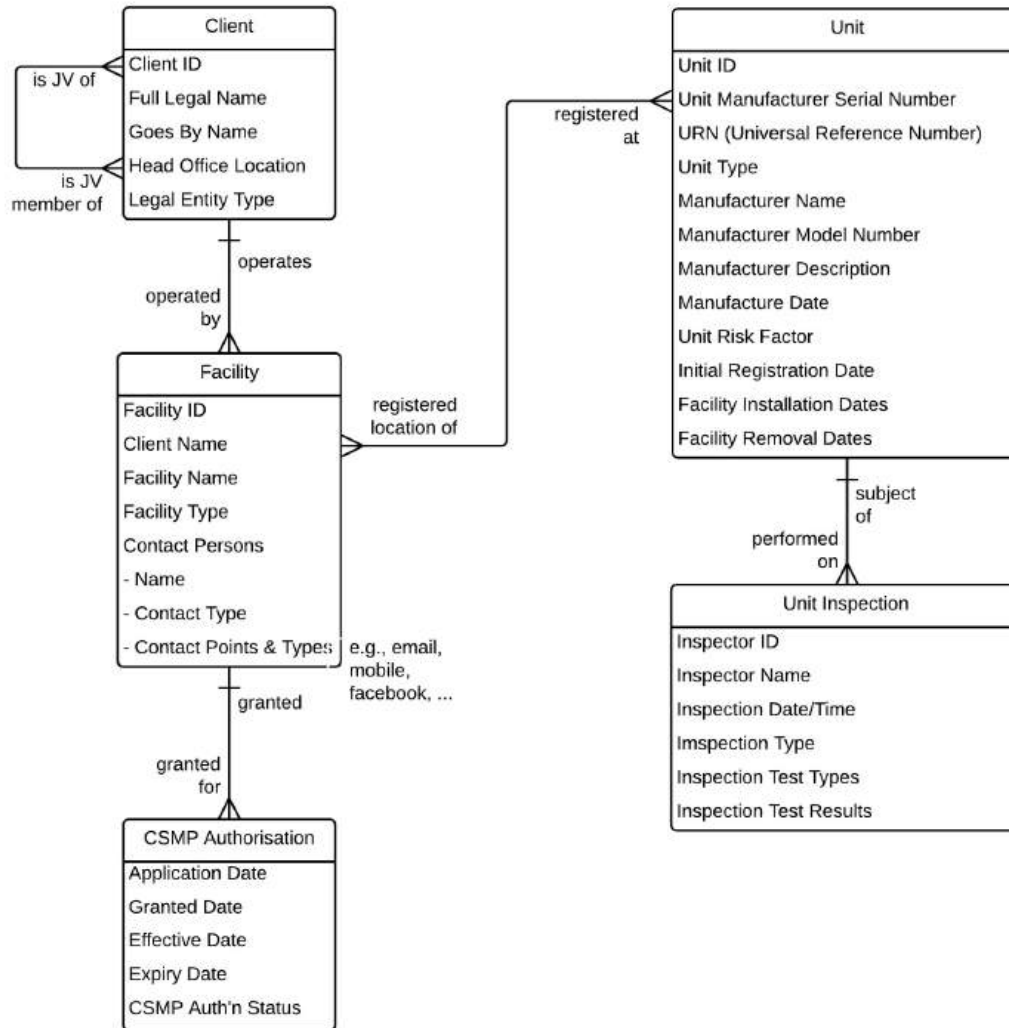 Client
Client ID
Full Legal Name
Goes By Name
Head Office Location
Legal Entity Type
is JV of
is JV
member of
operates
operated
by
Facility
Facility ID
Client Name
Facility Name
Facility Type
Contact Persons
- Name
- Contact Type
- Contact Points & Types
e.g., email,
mobile,
facebook, ...
granted
granted
for
CSMP Authorisation
Application Date
Granted Date
Effective Date
Expiry Date
CSMP Auth'n Status
registered
at
registered
location of
Unit
Unit ID
Unit Manufacturer Serial Number
URN (Universal Reference Number)
Unit Type
Manufacturer Name
Manufacturer Model Number
Manufacturer Description
Manufacture Date
Unit Risk Factor
Initial Registration Date
Facility Installation Dates
Facility Removal Dates
subject
of
performed
on
Unit Inspection
Inspector ID
Inspector Name
Inspection Date/Time
Imspection Type
Inspection Test Types
Inspection Test Results